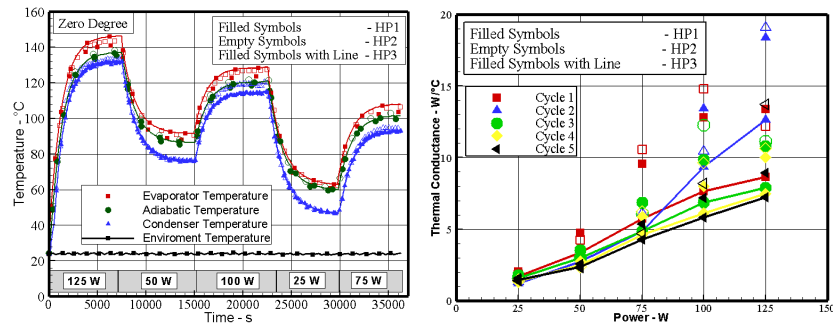 Zero Degree
Filled Symbols - HP1
Empty Symbols - HP2
Filled Symbols with Line - HP3
Temperature - °C
160
140
120
100
80
60
40
20
0
Evaporator Temperature
Adiabatic Temperature
Condenser Temperature
Enviroment Temperature
125 W
50 W
100 W
25 W
75 W
0
5000
10000
15000
20000
25000
30000
35000
Time - s
Filled Symbols - HP1
Empty Symbols - HP2
Filled Symbols with Line - HP3
Cycle 1
Cycle 2
Cycle 3
Cycle 4
Cycle 5
Thermal Conductance - W/°C
20
15
10
5
0
0
25
50
75
100
125
150
Power - W